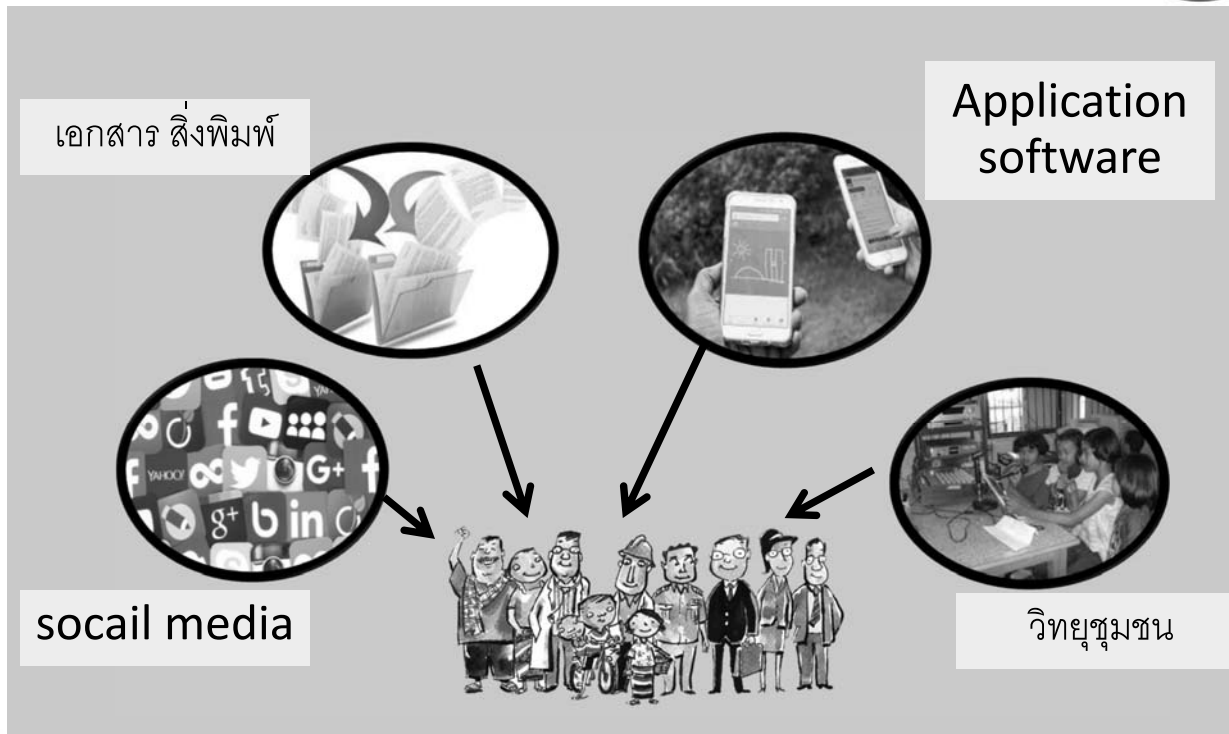 เอกสาร สิ่งพิมพ์
Application
software
YAHOO!
G+
g+
socail media
วิทยุชุมชน